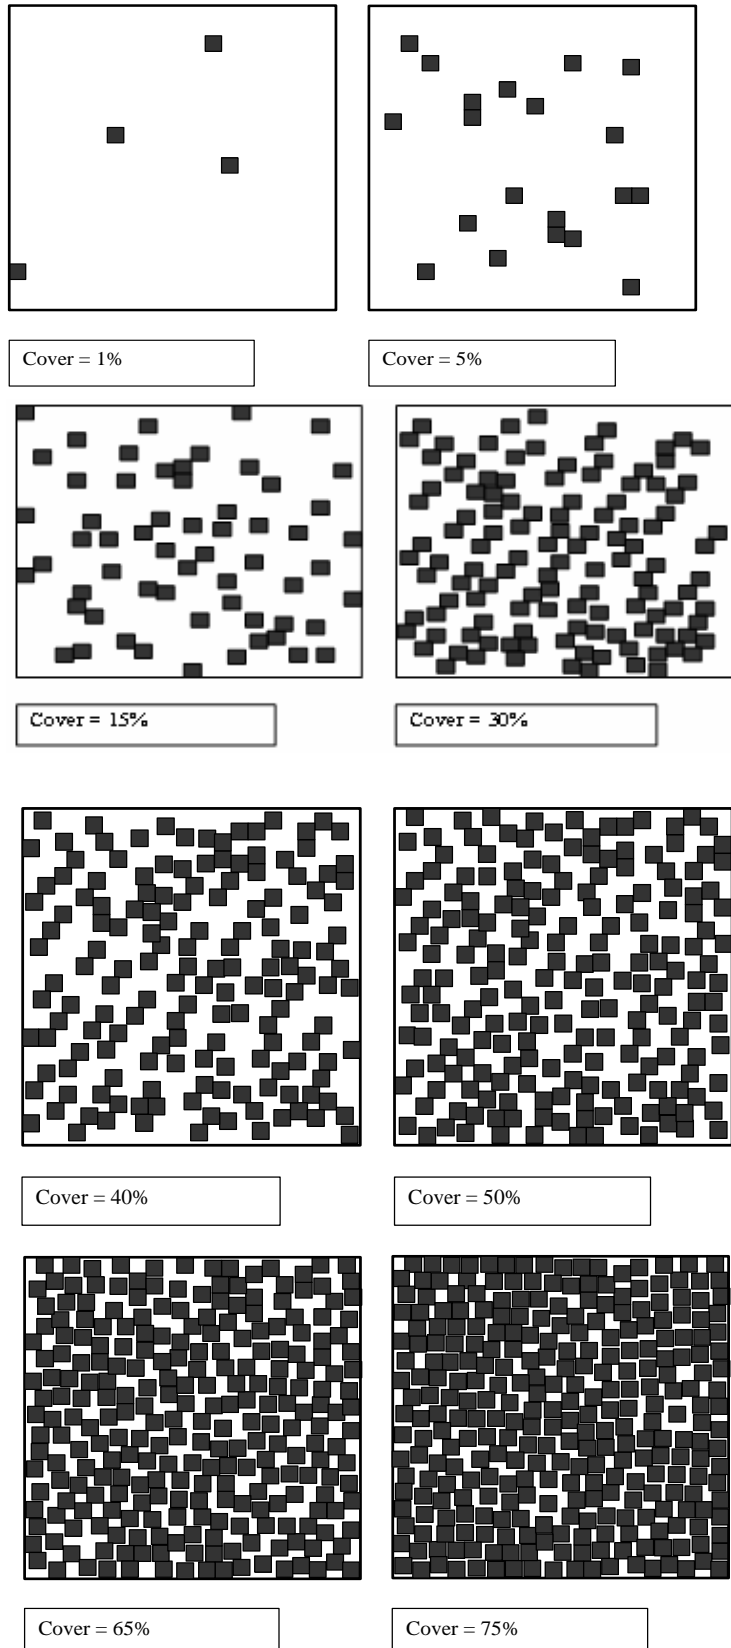 Cover = 1%
Cover = 5%
Cover = 15%
Cover = 30%
Cover = 40%
Cover = 50%
Cover = 65%
Cover = 75%